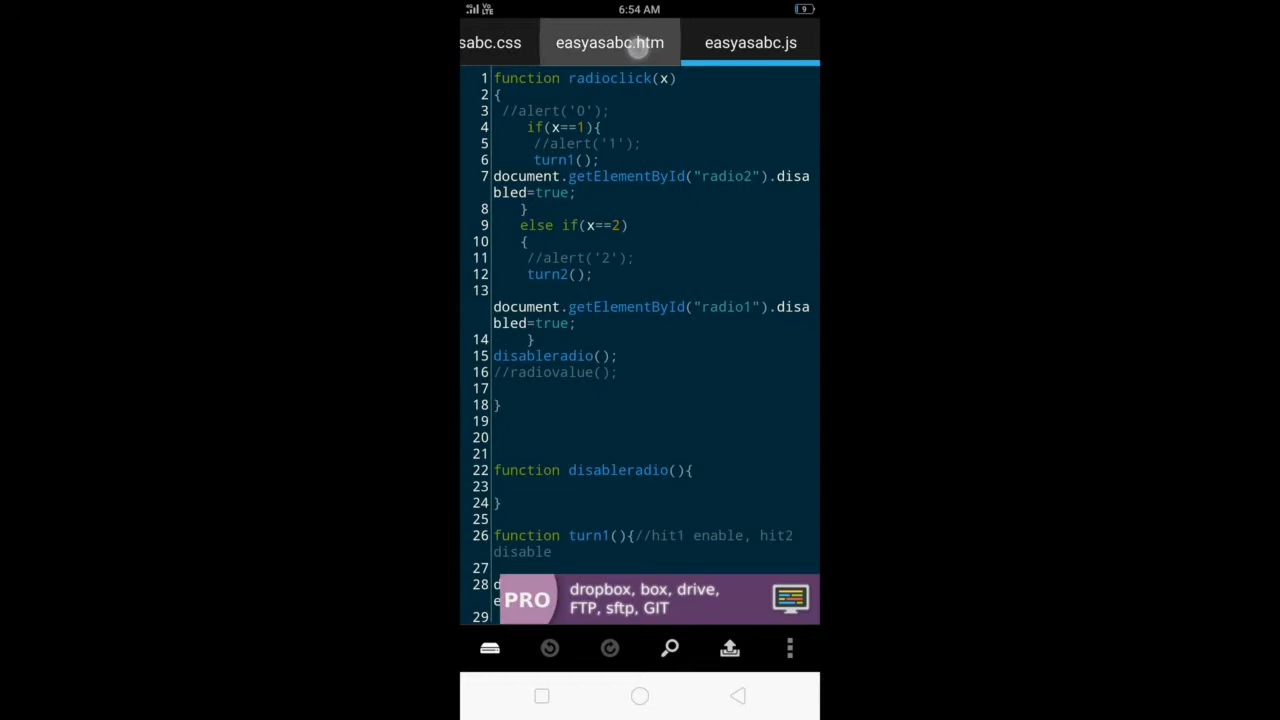 4G Vo LTE 6:54 AM 9
sabc.css easyasabc.htm easyasabc.js
1 function radioclick(x)
2 {
3 //alert('0');
4 if(x==1){
5 //alert('1');
6 turn1();
7 document.getElementById("radio2").disa
bled=true;
8 }
9 else if(x==2)
10 {
11 //alert('2');
12 turn2();
13
document.getElementById("radio1").disa
bled=true;
14 }
15 disableradio();
16 //radiovalue();
17
18 }
19
20
21
22 function disableradio(){
23
24 }
25
26 function turn1(){//hit1 enable, hit2
disable
27
28 d
e
29
PRO dropbox, box, drive,
FTP, sftp, GIT